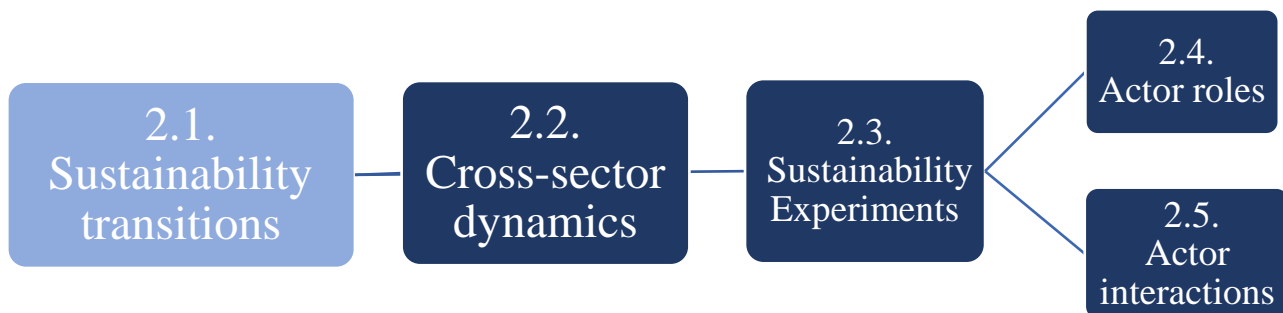 2.1.
Sustainability
transitions
2.2.
Cross-sector
dynamics
2.3.
Sustainability
Experiments
2.4.
Actor roles
2.5.
Actor
interactions